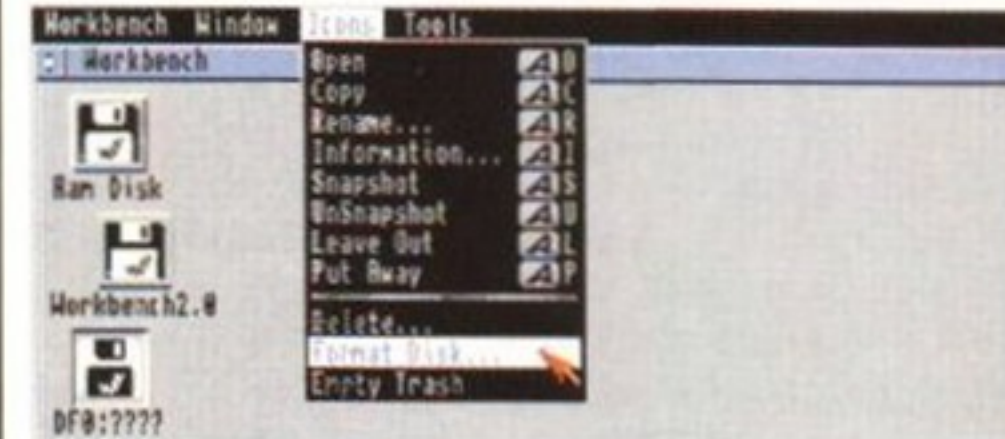 Workbench Window Icons Tools
Workbench
Open A O
Copy A C
Rename... A R
Information... A I
Snapshot A S
UnSnapshot A U
Leave Out A L
Put Away A P
Delete...
Format Disk...
Empty Trash
Ram Disk
Workbench2.0
DF0:????